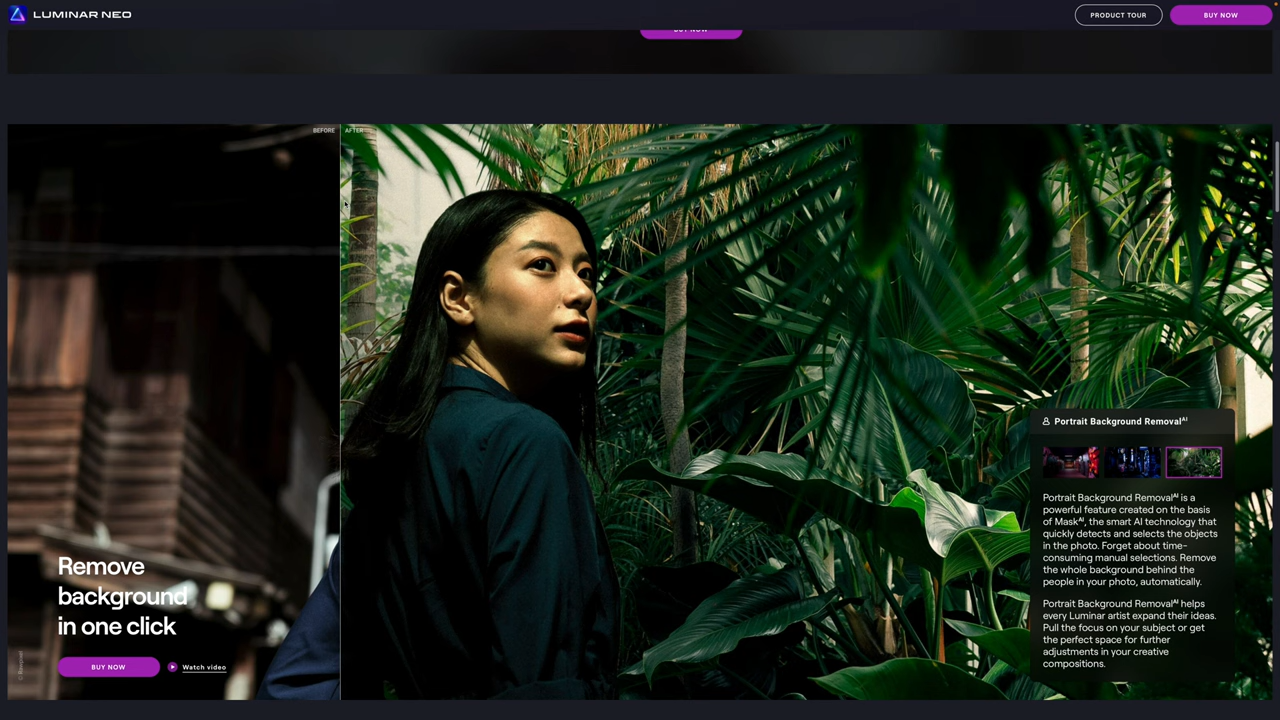 LUMINAR NEO
PRODUCT TOUR
BUY NOW
BUY NOW
BEFORE
AFTER
Portrait Background Removalᴬᴵ
Portrait Background Removalᴬᴵ is a
powerful feature created on the basis
of Maskᴬᴵ, the smart AI technology that
quickly detects and selects the objects
in the photo. Forget about time-
consuming manual selections. Remove
the whole background behind the
people in your photo, automatically.
Portrait Background Removalᴬᴵ helps
every Luminar artist expand their ideas.
Pull the focus on your subject or get
the perfect space for further
adjustments in your creative
compositions.
Remove
background
in one click
BUY NOW
Watch video